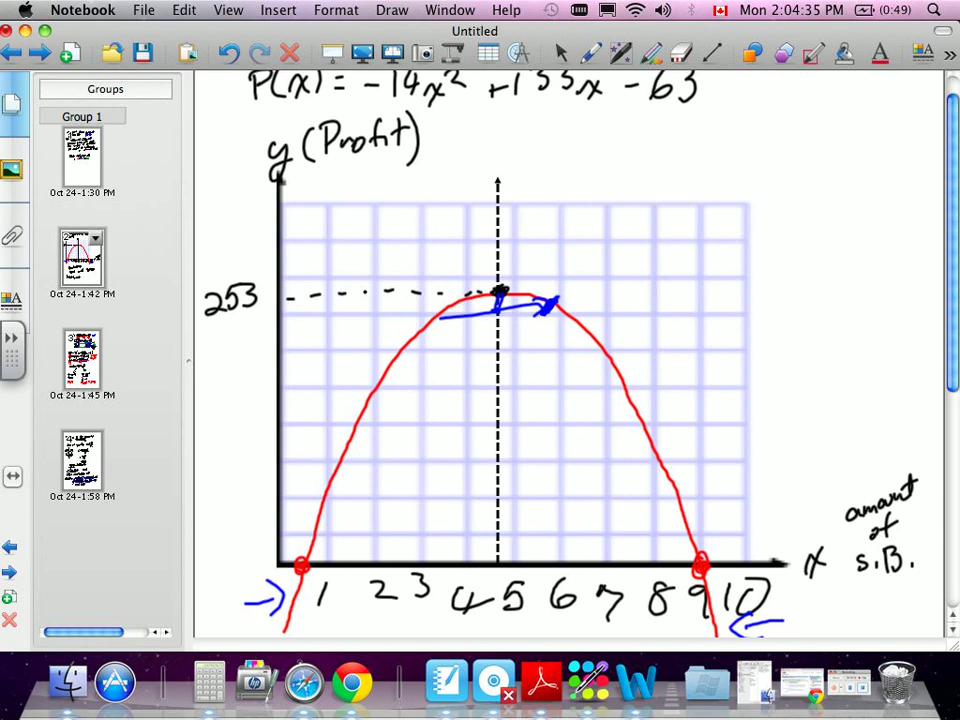 Notebook File Edit View Insert Format Draw Window Help (0:49) Mon 2:04:35 PM
Untitled
Groups
Group 1
Oct 24-1:30 PM
Oct 24-1:42 PM
Oct 24-1:45 PM
Oct 24-1:58 PM
P(x) = -14x² +133x -63
y (Profit)
253
1 2 3 4 5 6 7 8 9 10
x
amount
of
s.B.